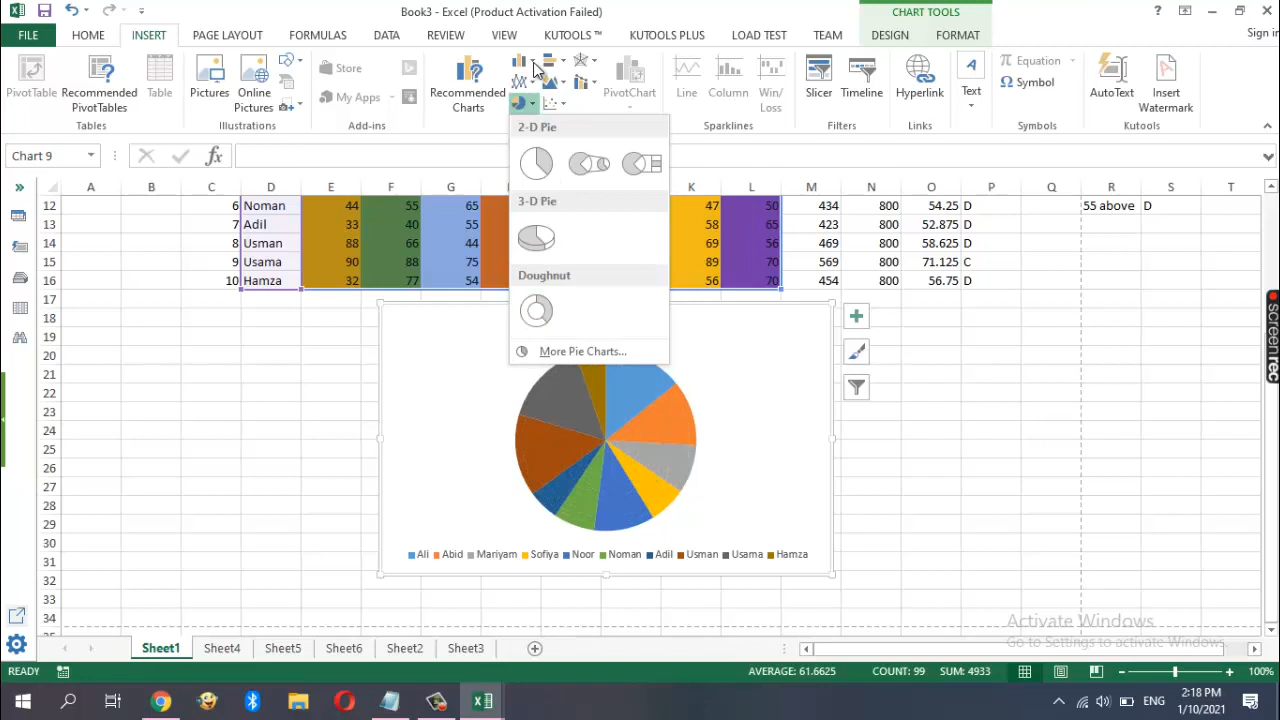 Book3 - Excel (Product Activation Failed)
CHART TOOLS
?
FILE
HOME
INSERT
PAGE LAYOUT
FORMULAS
DATA
REVIEW
VIEW
KUTOOLS ™
KUTOOLS PLUS
LOAD TEST
TEAM
DESIGN
FORMAT
Sign in
PivotTable
Recommended
PivotTables
Table
Tables
Pictures
Online
Pictures
Illustrations
Store
My Apps
Add-ins
Recommended
Charts
PivotChart
Line
Column
Win/
Loss
Sparklines
Slicer
Timeline
Filters
Hyperlink
Links
Text
Equation
Symbol
Symbols
AutoText
Insert
Watermark
Kutools
Chart 9
fx
2-D Pie
3-D Pie
Doughnut
More Pie Charts...
A B C D E F G K L M N O P Q R S T
12 6 Noman 44 55 65 47 50 434 800 54.25 D 55 above D
13 7 Adil 33 40 55 58 65 423 800 52.875 D
14 8 Usman 88 66 44 69 56 469 800 58.625 D
15 9 Usama 90 88 75 89 70 569 800 71.125 C
16 10 Hamza 32 77 54 56 70 454 800 56.75 D
17
18
19
20
21
22
23
24
25
26
27
28
29
30
31
32
33
34
Ali Abid Mariyam Sofiya Noor Noman Adil Usman Usama Hamza
Screenrec
Activate Windows
Go to Settings to activate Windows.
Sheet1 Sheet4 Sheet5 Sheet6 Sheet2 Sheet3
READY
AVERAGE: 61.6625 COUNT: 99 SUM: 4933
100%
ENG
2:18 PM
1/10/2021